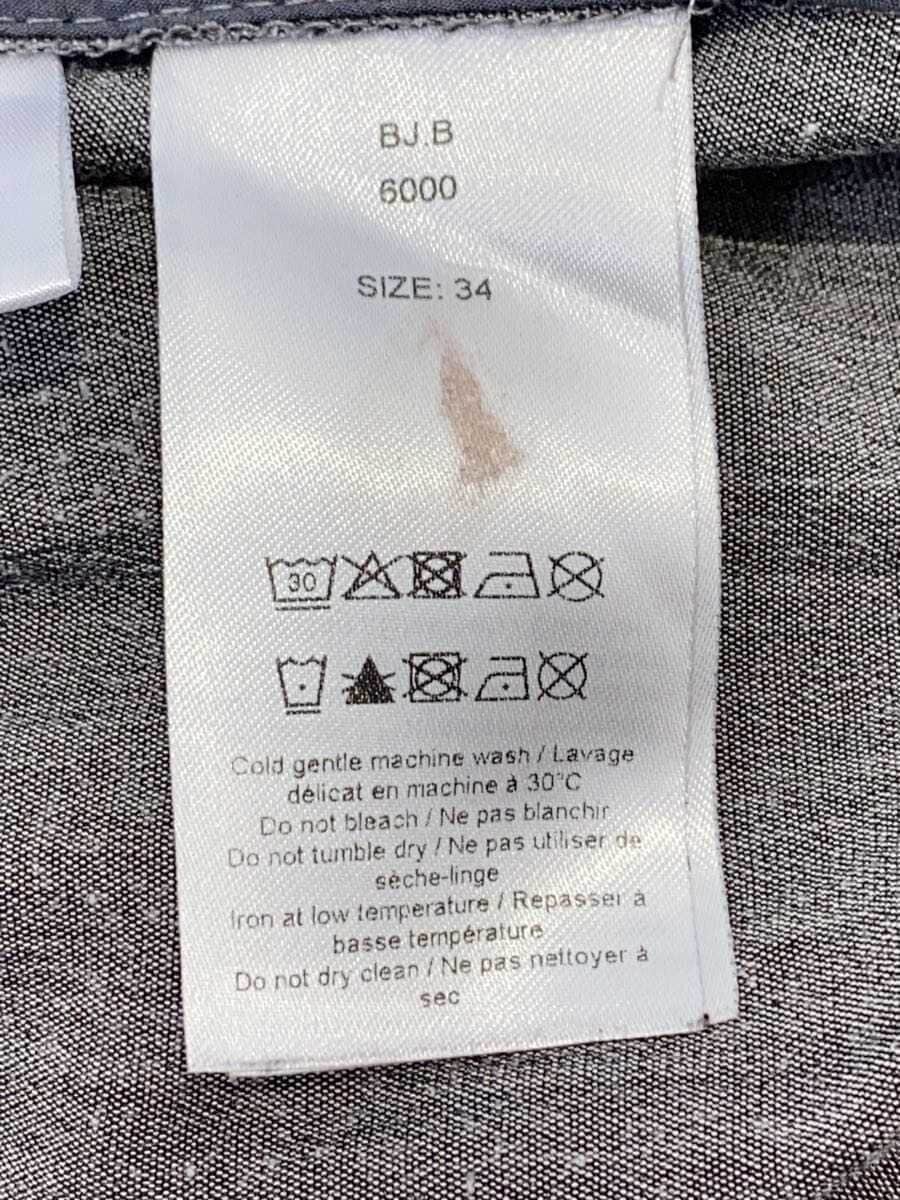 BJ.B
6000
SIZE: 34
30
Cold gentle machine wash / Lavage
délicat en machine à 30°C
Do not bleach / Ne pas blanchir
Do not tumble dry / Ne pas utiliser de
sèche-linge
Iron at low temperature / Repasser à
basse température
Do not dry clean / Ne pas nettoyer à
sec